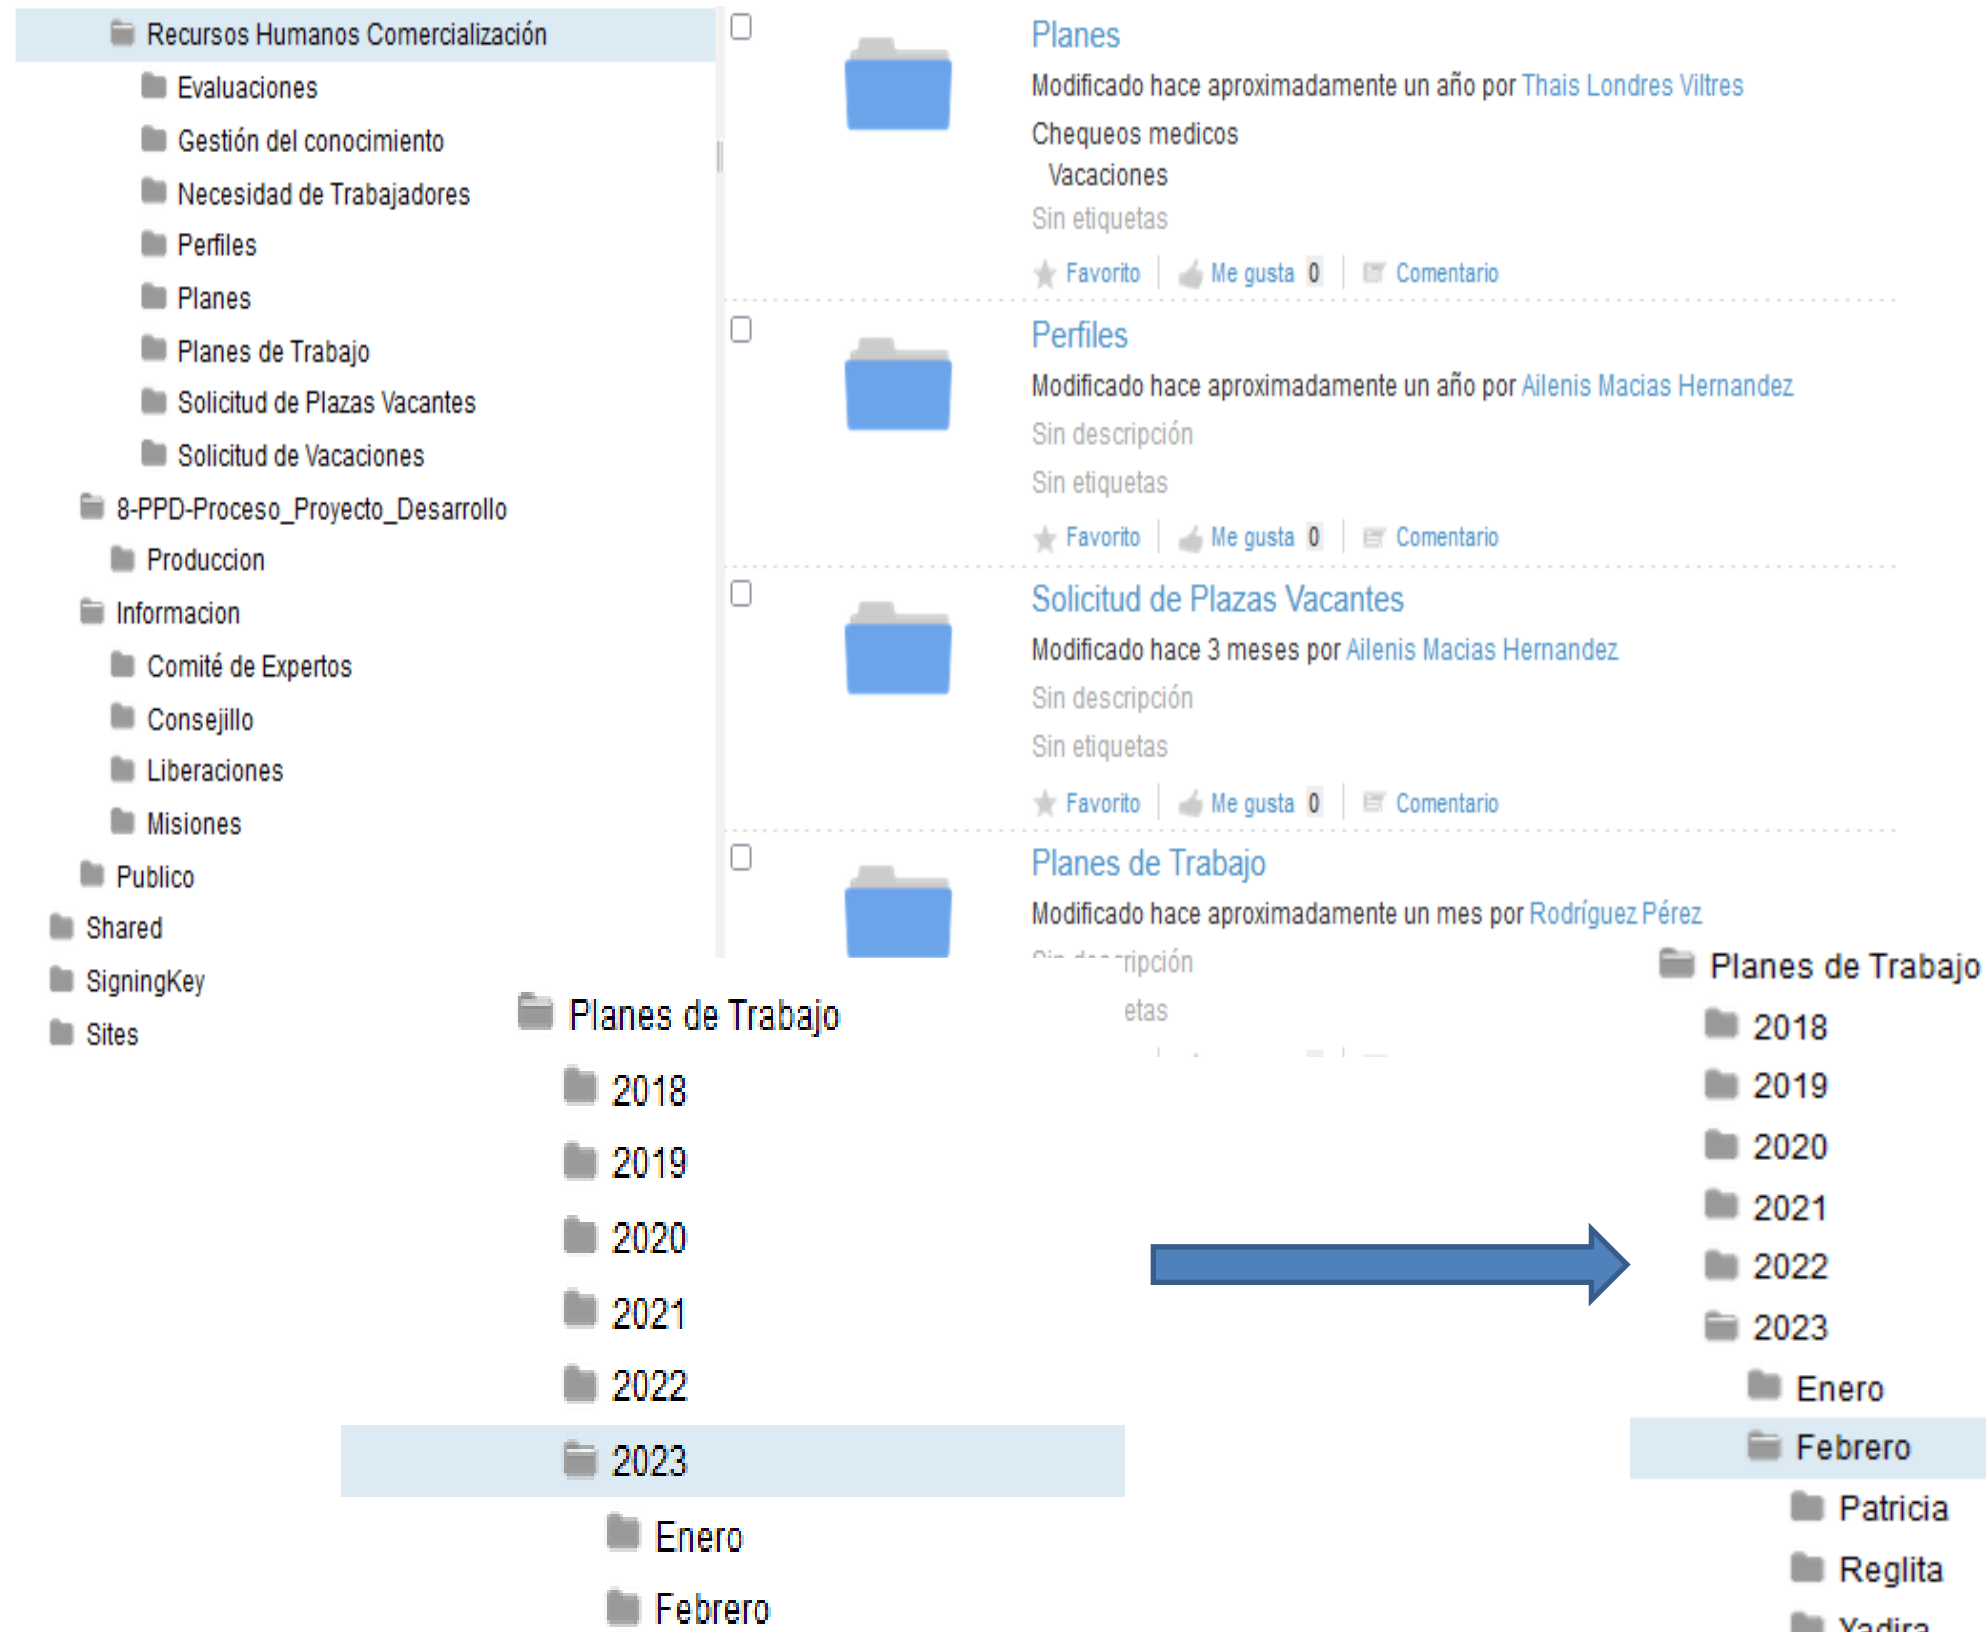 Recursos Humanos Comercialización
Evaluaciones
Gestión del conocimiento
Necesidad de Trabajadores
Perfiles
Planes
Planes de Trabajo
Solicitud de Plazas Vacantes
Solicitud de Vacaciones
8-PPD-Proceso_Proyecto_Desarrollo
Produccion
Informacion
Comité de Expertos
Consejillo
Liberaciones
Misiones
Publico
Shared
SigningKey
Sites
Planes
Modificado hace aproximadamente un año por Thais Londres Viltres
Chequeos medicos
Vacaciones
Sin etiquetas
Favorito Me gusta 0 Comentario
Perfiles
Modificado hace aproximadamente un año por Ailenis Macias Hernandez
Sin descripción
Sin etiquetas
Favorito Me gusta 0 Comentario
Solicitud de Plazas Vacantes
Modificado hace 3 meses por Ailenis Macias Hernandez
Sin descripción
Sin etiquetas
Favorito Me gusta 0 Comentario
Planes de Trabajo
Modificado hace aproximadamente un mes por Rodríguez Pérez
ripción
etas
Planes de Trabajo
2018
2019
2020
2021
2022
2023
Enero
Febrero
Planes de Trabajo
2018
2019
2020
2021
2022
2023
Enero
Febrero
Patricia
Reglita
Yadira